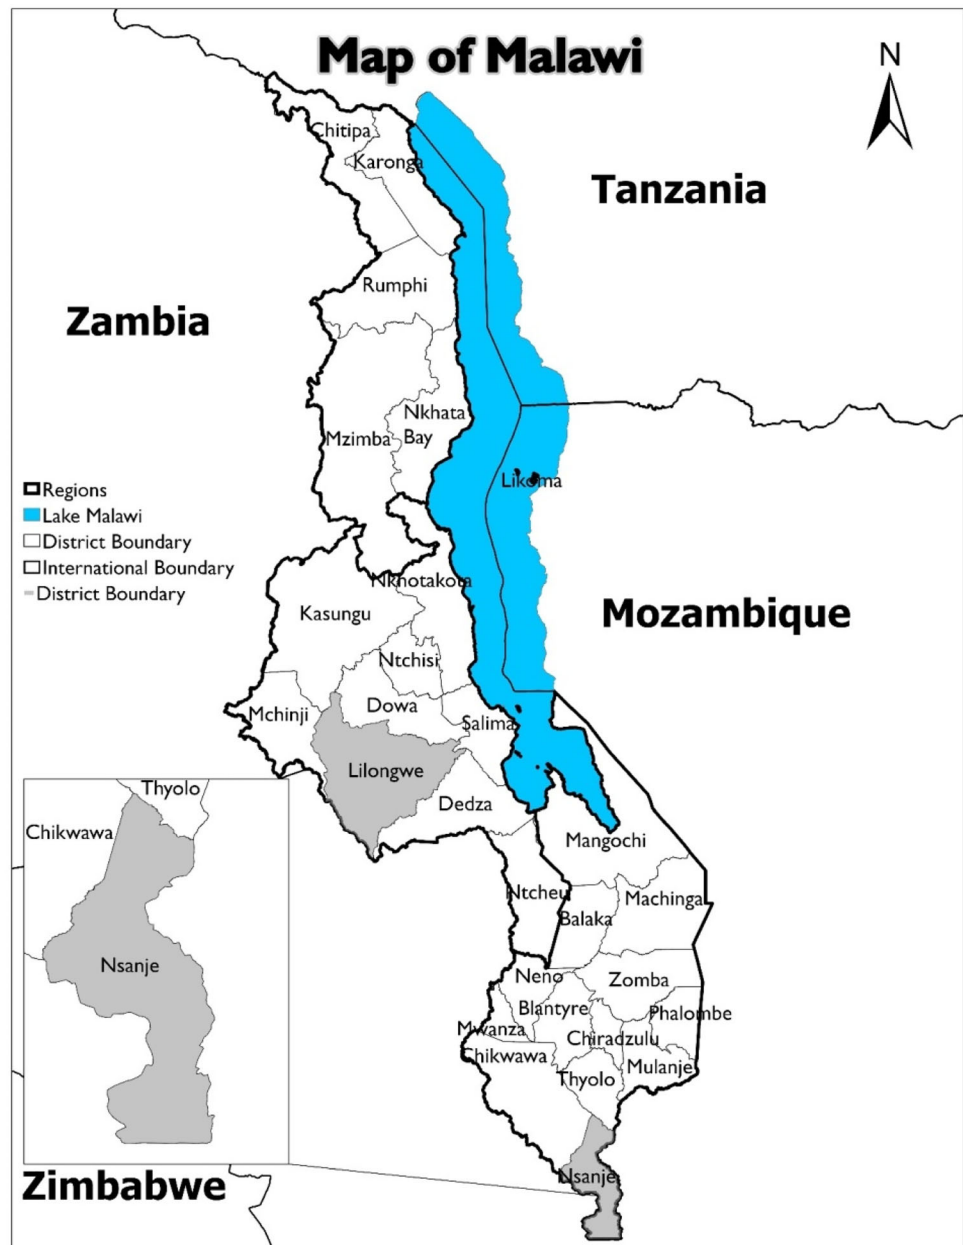 Map of Malawi
N
Chitipa
Karonga
Tanzania
Rumphi
Zambia
Nkhata
Bay
Mzimba
Likoma
Regions
Lake Malawi
District Boundary
International Boundary
District Boundary
Nkhotakota
Kasungu
Mozambique
Ntchisi
Dowa
Mchinji
Salima
Lilongwe
Dedza
Mangochi
Ntcheu
Machinga
Balaka
Neno
Zomba
Blantyre
Phalombe
Mwanza
Chiradzulu
Chikwawa
Mulanje
Thyolo
Nsanje
Thyolo
Chikwawa
Nsanje
Zimbabwe